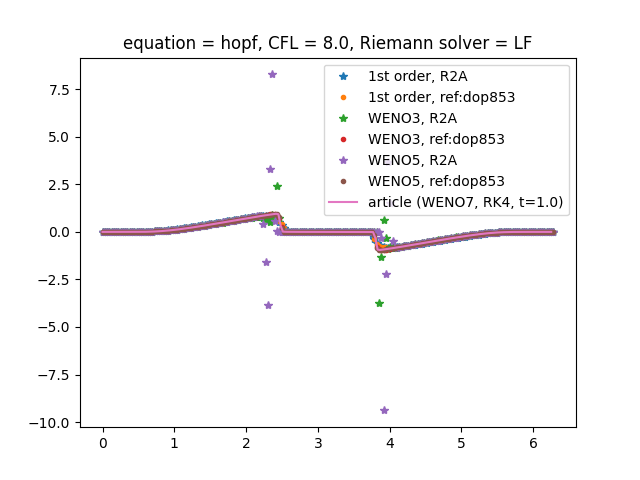 equation = hopf, CFL = 8.0, Riemann solver = LF
1st order, R2A
1st order, ref:dop853
WENO3, R2A
WENO3, ref:dop853
WENO5, R2A
WENO5, ref:dop853
article (WENO7, RK4, t=1.0)
7.5
5.0
2.5
0.0
−2.5
−5.0
−7.5
−10.0
0 1 2 3 4 5 6